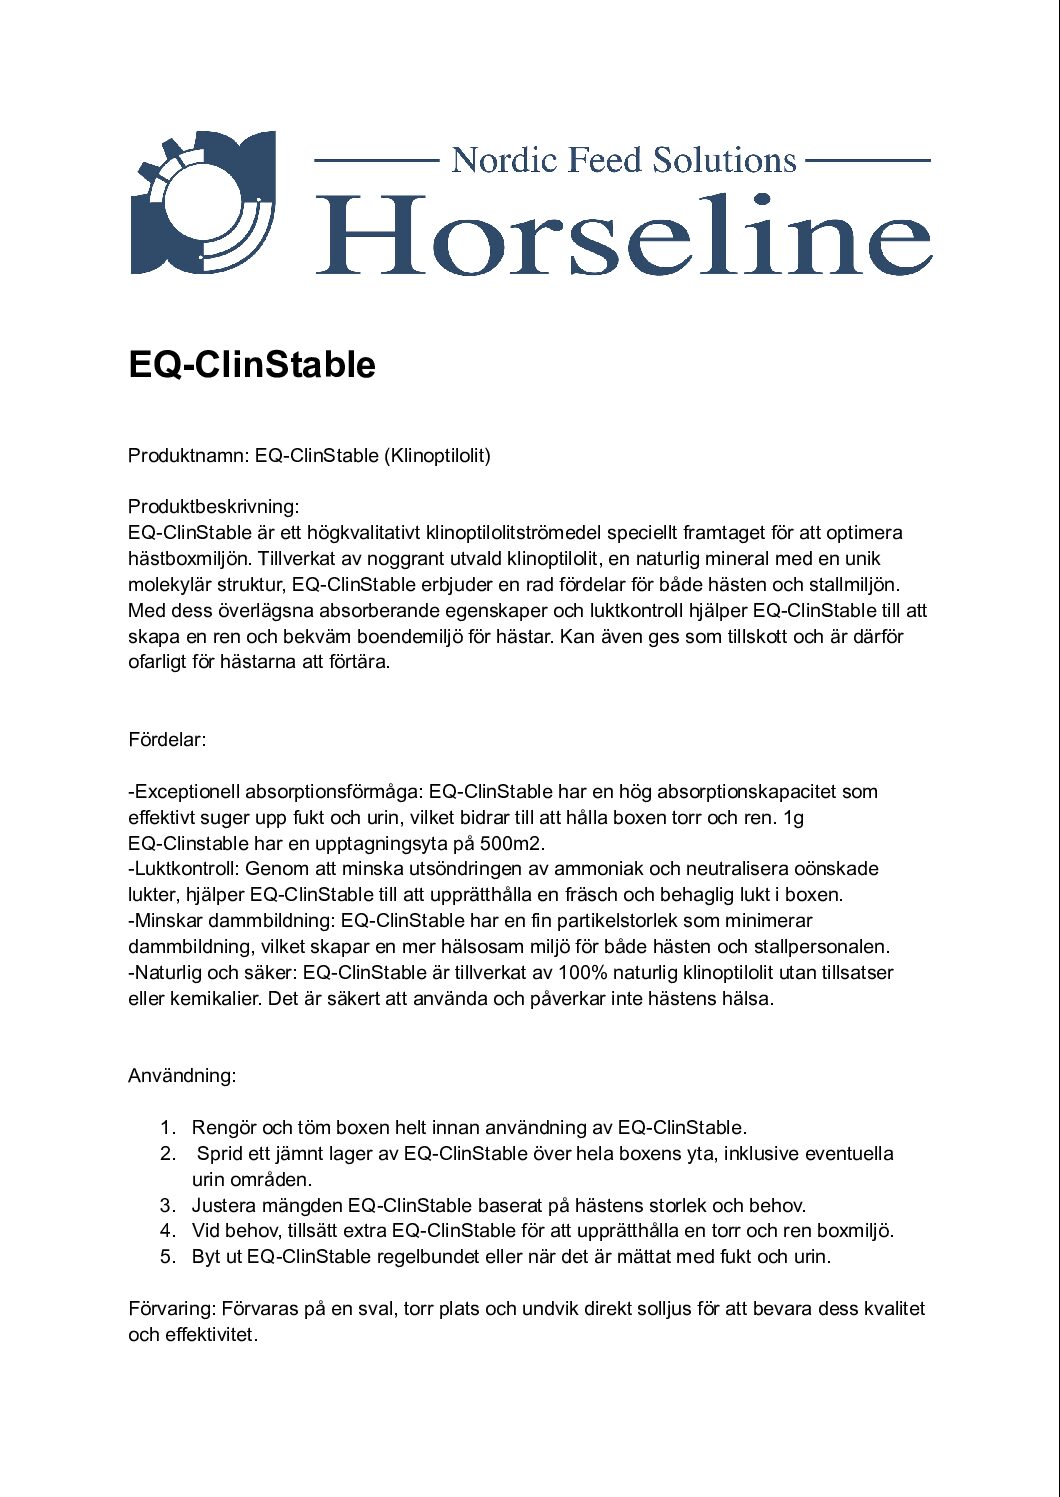 Nordic Feed Solutions
Horseline
EQ-ClinStable
Produktnamn: EQ-ClinStable (Klinoptilolit)
Produktbeskrivning:
EQ-ClinStable är ett högkvalitativt klinoptilolitströmedel speciellt framtaget för att optimera
hästboxmiljön. Tillverkat av noggrant utvald klinoptilolit, en naturlig mineral med en unik
molekylär struktur, EQ-ClinStable erbjuder en rad fördelar för både hästen och stallmiljön.
Med dess överlägsna absorberande egenskaper och luktkontroll hjälper EQ-ClinStable till att
skapa en ren och bekväm boendemiljö för hästar. Kan även ges som tillskott och är därför
ofarligt för hästarna att förtära.
Fördelar:
-Exceptionell absorptionsförmåga: EQ-ClinStable har en hög absorptionskapacitet som
effektivt suger upp fukt och urin, vilket bidrar till att hålla boxen torr och ren. 1g
EQ-Clinstable har en upptagningsyta på 500m2.
-Luktkontroll: Genom att minska utsöndringen av ammoniak och neutralisera oönskade
lukter, hjälper EQ-ClinStable till att upprätthålla en fräsch och behaglig lukt i boxen.
-Minskar dammbildning: EQ-ClinStable har en fin partikelstorlek som minimerar
dammbildning, vilket skapar en mer hälsosam miljö för både hästen och stallpersonalen.
-Naturlig och säker: EQ-ClinStable är tillverkat av 100% naturlig klinoptilolit utan tillsatser
eller kemikalier. Det är säkert att använda och påverkar inte hästens hälsa.
Användning:
1. Rengör och töm boxen helt innan användning av EQ-ClinStable.
2. Sprid ett jämnt lager av EQ-ClinStable över hela boxens yta, inklusive eventuella
urin områden.
3. Justera mängden EQ-ClinStable baserat på hästens storlek och behov.
4. Vid behov, tillsätt extra EQ-ClinStable för att upprätthålla en torr och ren boxmiljö.
5. Byt ut EQ-ClinStable regelbundet eller när det är mättat med fukt och urin.
Förvaring: Förvaras på en sval, torr plats och undvik direkt solljus för att bevara dess kvalitet
och effektivitet.